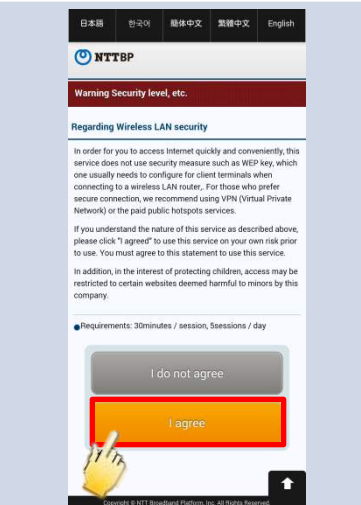 日本語 한국어 簡体中文 繁體中文 English
NTTBP
Warning Security level, etc.
Regarding Wireless LAN security
In order for you to access Internet quickly and conveniently, this
service does not use security measure such as WEP key, which
one usually needs to configure for client terminals when
connecting to a wireless LAN router,. For those who prefer
secure connection, we recommend using VPN (Virtual Private
Network) or the paid public hotspots services.
If you understand the nature of this service as described above,
please click "I agreed" to use this service on your own risk prior
to use. You must agree to this statement to use this service.
In addition, in the interest of protecting children, access may be
restricted to certain websites deemed harmful to minors by this
company.
●Requirements: 30minutes / session, 5sessions / day
I do not agree
I agree
Copyright © NTT Broadband Platform, Inc. All Rights Reserved.